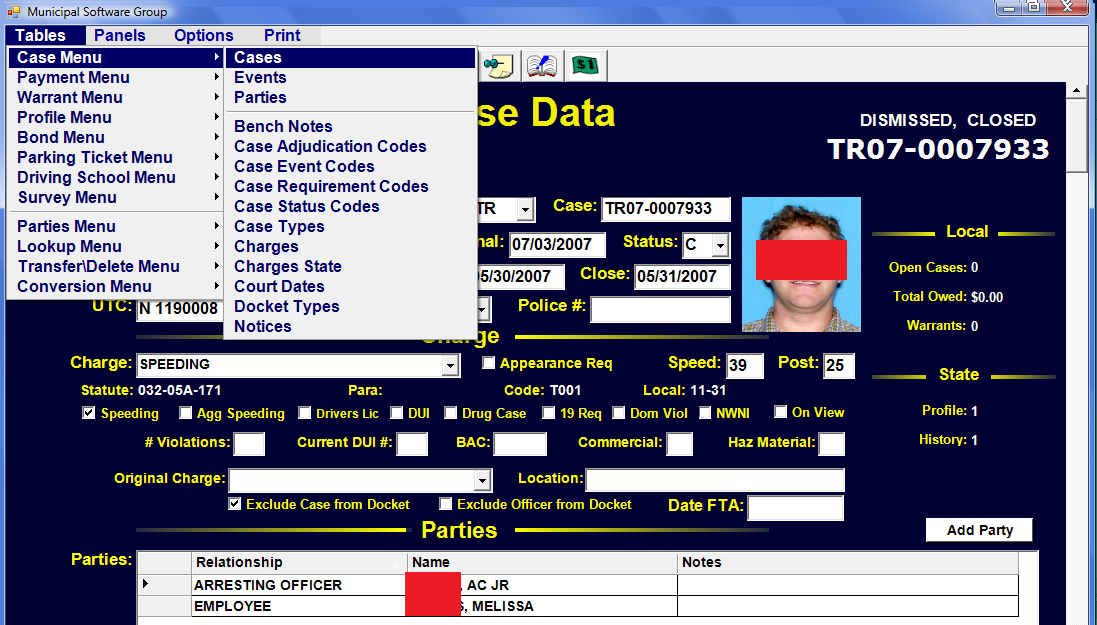 Municipal Software Group
Tables Panels Options Print
Case Menu
Payment Menu
Warrant Menu
Profile Menu
Bond Menu
Parking Ticket Menu
Driving School Menu
Survey Menu
Parties Menu
Lookup Menu
Transfer\Delete Menu
Conversion Menu
Cases
Events
Parties
Bench Notes
Case Adjudication Codes
Case Event Codes
Case Requirement Codes
Case Status Codes
Case Types
Charges
Charges State
Court Dates
Docket Types
Notices
$1
se Data
DISMISSED, CLOSED
TR07-0007933
TR Case: TR07-0007933
nal: 07/03/2007 Status: C
05/30/2007 Close: 05/31/2007
UTC: N 1190008 Police #:
Local
Open Cases: 0
Total Owed: $0.00
Warrants: 0
Charge
Charge: SPEEDING Appearance Req Speed: 39 Post: 25
Statute: 032-05A-171 Para: Code: T001 Local: 11-31
Speeding Agg Speeding Drivers Lic DUI Drug Case 19 Req Dom Viol NWNI On View
# Violations: Current DUI #: BAC: Commercial: Haz Material:
State
Profile: 1
History: 1
Original Charge: Location:
Exclude Case from Docket Exclude Officer from Docket Date FTA:
Parties
Add Party
Parties: Relationship Name Notes
ARRESTING OFFICER , AC JR
EMPLOYEE S, MELISSA